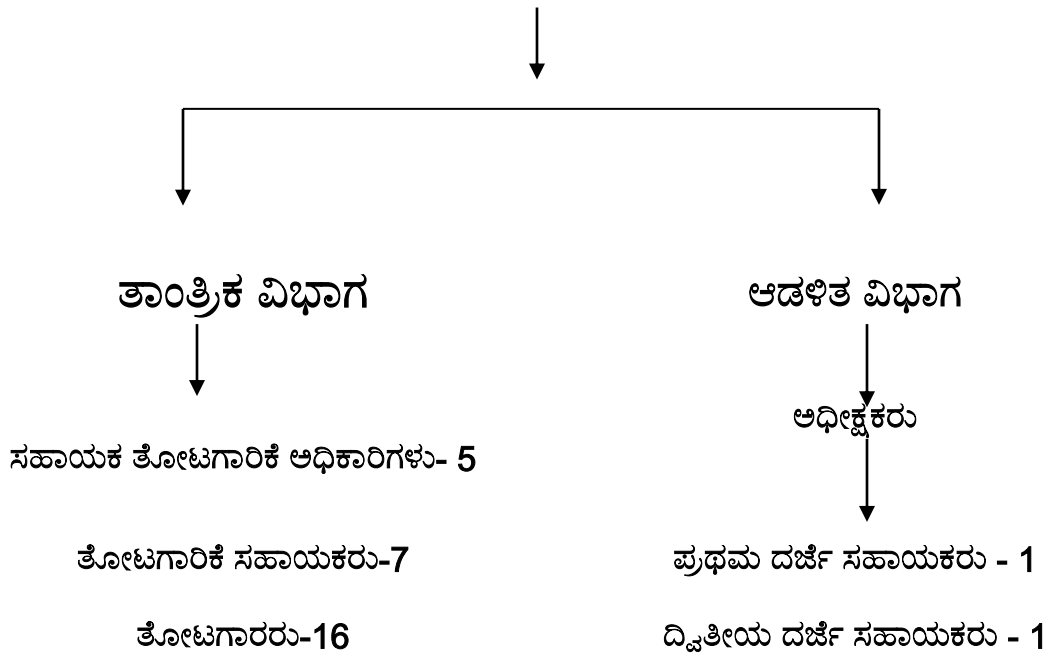 ತಾಂತ್ರಿಕ ವಿಭಾಗ
ಸಹಾಯಕ ತೋಟಗಾರಿಕೆ ಅಧಿಕಾರಿಗಳು- 5
ತೋಟಗಾರಿಕೆ ಸಹಾಯಕರು-7
ತೋಟಗಾರರು-16
ಆಡಳಿತ ವಿಭಾಗ
ಅಧೀಕ್ಷಕರು
ಪ್ರಥಮ ದರ್ಜೆ ಸಹಾಯಕರು - 1
ದ್ವಿತೀಯ ದರ್ಜೆ ಸಹಾಯಕರು - 1